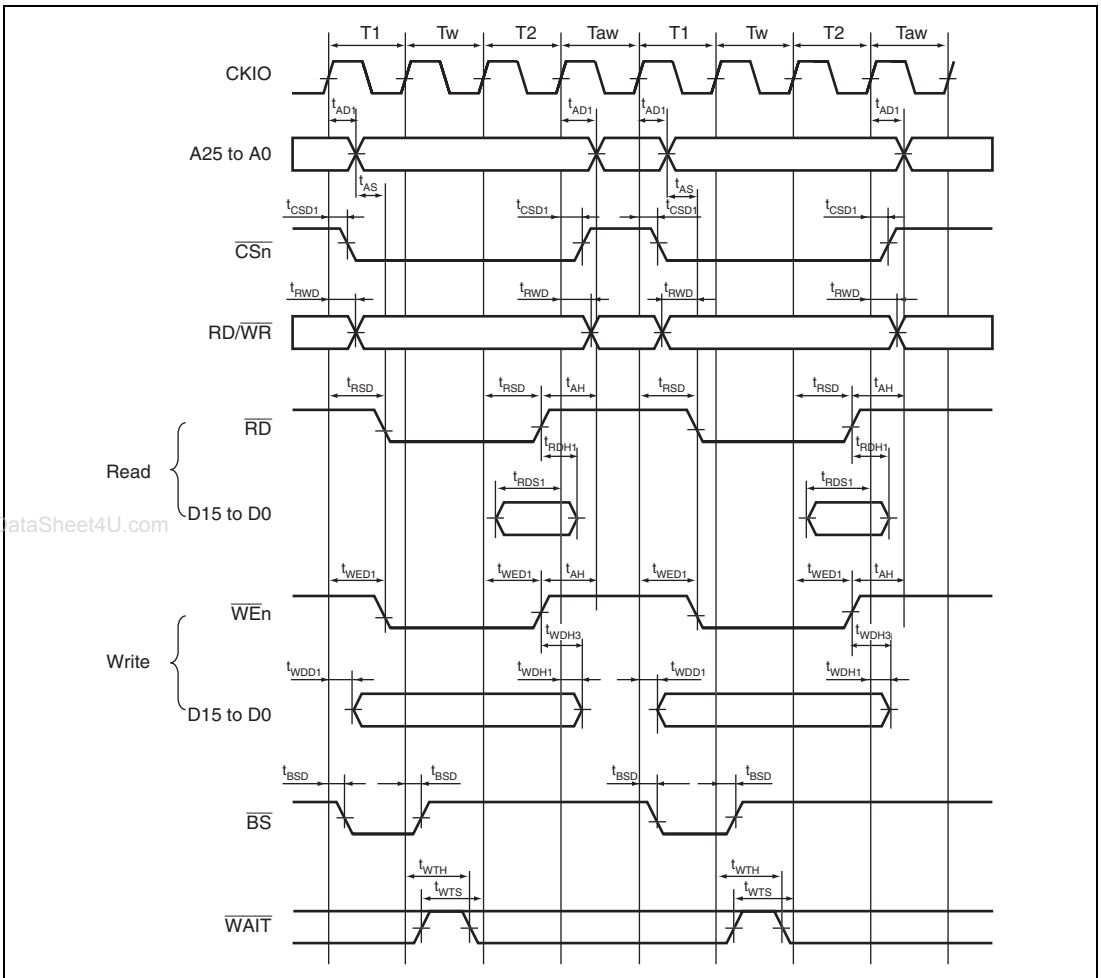 T1 Tw T2 Taw T1 Tw T2 Taw
CKIO
tAD1 tAD1 tAD1 tAD1
A25 to A0
tAS tAS
tCSD1 tCSD1 tCSD1 tCSD1
CSn
tRWD tRWD tRWD tRWD
RD/WR
tRSD tRSD tAH tRSD tRSD tAH
RD
tRDH1 tRDH1
Read
tRDS1 tRDS1
D15 to D0
DataSheet4U.com
tWED1 tWED1 tAH tWED1 tWED1 tAH
WEn
tWDH3 tWDH3
Write
tWDD1 tWDH1 tWDD1 tWDH1
D15 to D0
tBSD tBSD tBSD tBSD
BS
tWTH tWTH
tWTS tWTS
WAIT